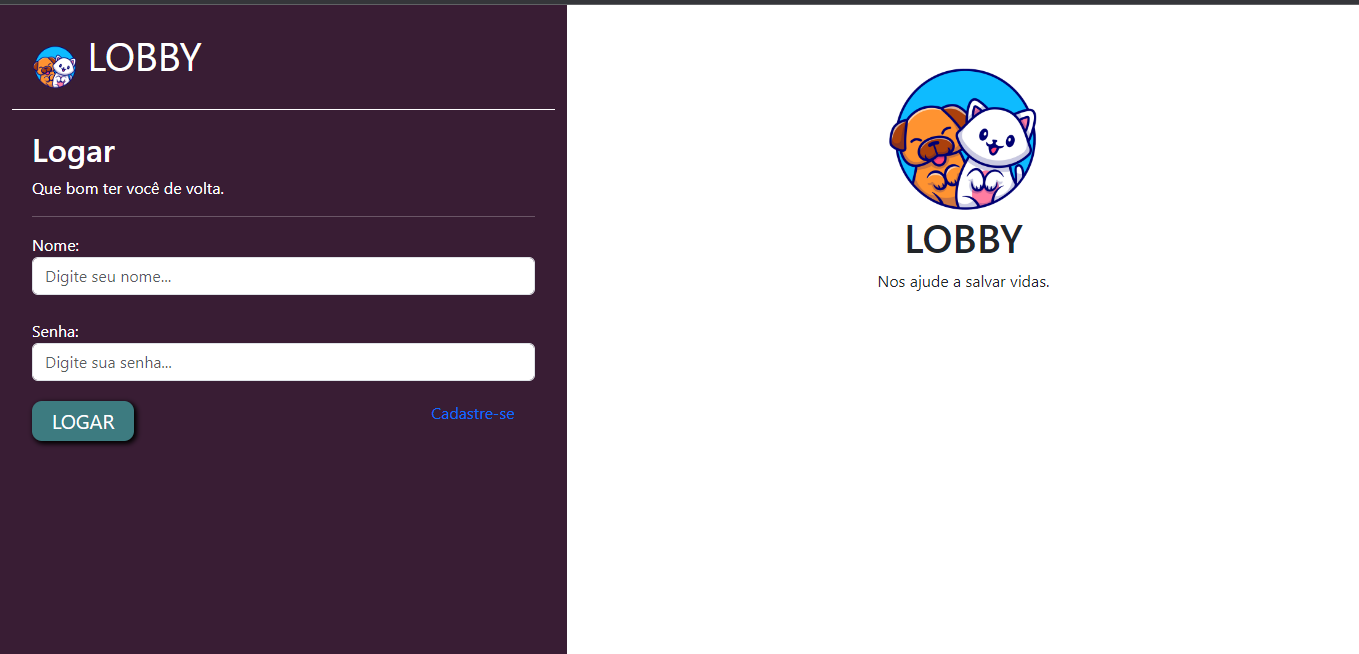 LOBBY
Logar
Que bom ter você de volta.
Nome:
Digite seu nome...
Senha:
Digite sua senha...
LOGAR
Cadastre-se
LOBBY
Nos ajude a salvar vidas.